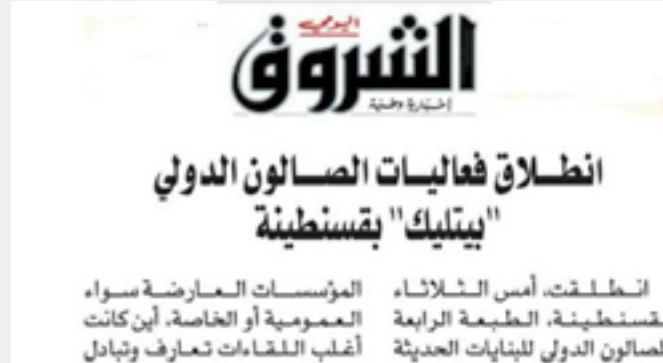 اليومي
الشروق
إخبارية وطنية
انطلاق فعاليات الصالون الدولي
"بيتليك" بقسنطينة
انطلقت، أمس الثلاثاء
بقسنطينة، الطبعة الرابعة
للصالون الدولي للبنايات الحديثة
المؤسسات العارضة سواء
العمومية أو الخاصة، أين كانت
أغلب اللقاءات تعارف وتبادل